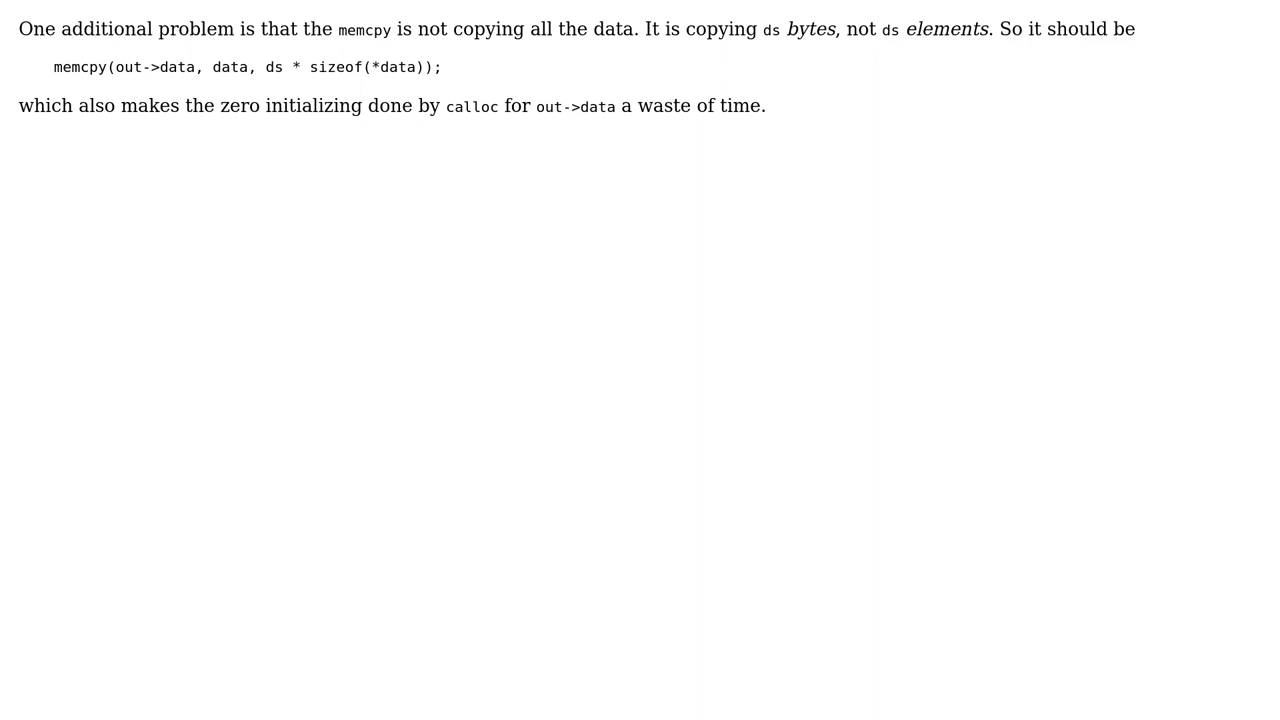 One additional problem is that the memcpy is not copying all the data. It is copying ds bytes, not ds elements. So it should be
memcpy(out->data, data, ds * sizeof(*data));
which also makes the zero initializing done by calloc for out->data a waste of time.